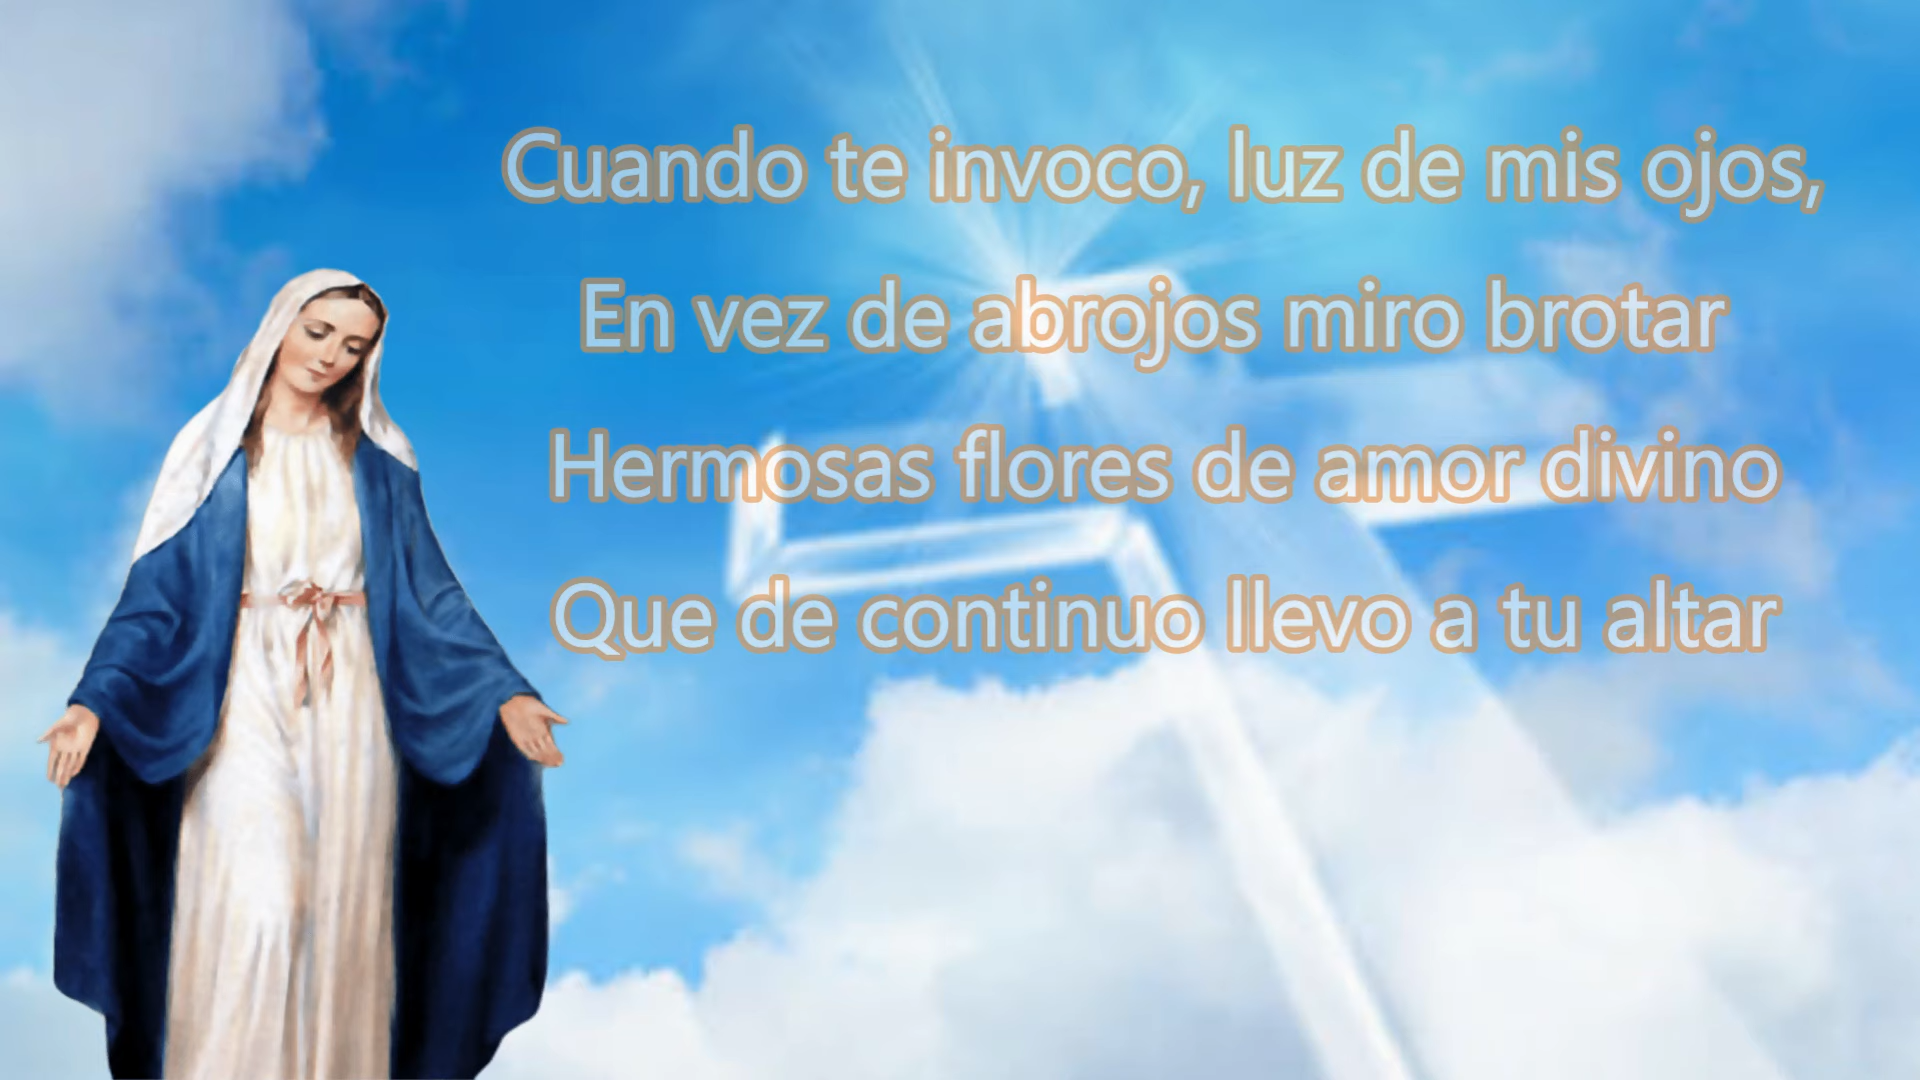 Cuando te invoco, luz de mis ojos,
En vez de abrojos miro brotar
Hermosas flores de amor divino
Que de continuo llevo a tu altar